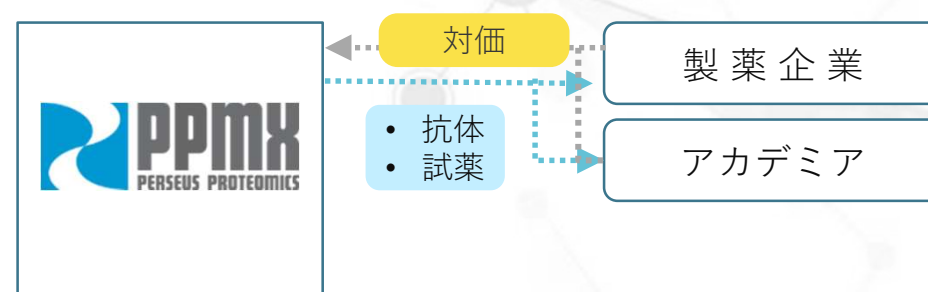 対価
製薬企業
PPMX
PERSEUS PROTEOMICS
• 抗体
• 試薬
アカデミア